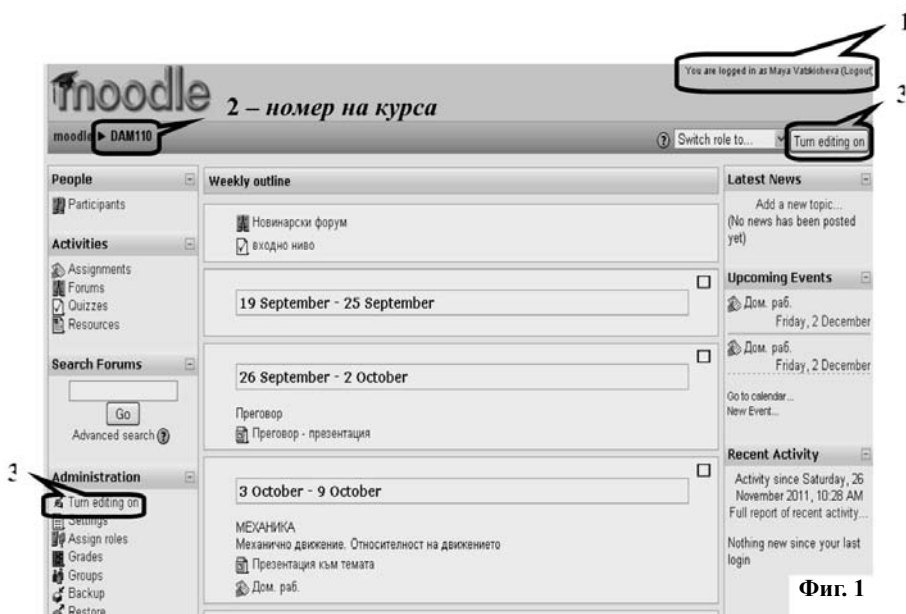 1
You are logged in as Maya Vatskicheva (Logout)
moodle
2 – номер на курса
3
moodle ► DAM110
Switch role to...
Turn editing on
People
Participants
Activities
Assignments
Forums
Quizzes
Resources
Search Forums
Go
Advanced search
3
Administration
Turn editing on
Settings
Assign roles
Grades
Groups
Backup
Restore
Weekly outline
Новинарски форум
входно ниво
19 September - 25 September
26 September - 2 October
Преговор
Преговор - презентация
3 October - 9 October
МЕХАНИКА
Механично движение. Относителност на движението
Презентация към темата
Дом. раб.
Latest News
Add a new topic...
(No news has been posted
yet)
Upcoming Events
Дом. раб.
Friday, 2 December
Дом. раб.
Friday, 2 December
Go to calendar...
New Event...
Recent Activity
Activity since Saturday, 26
November 2011, 10:28 AM
Full report of recent activity...
Nothing new since your last
login
Фиг. 1